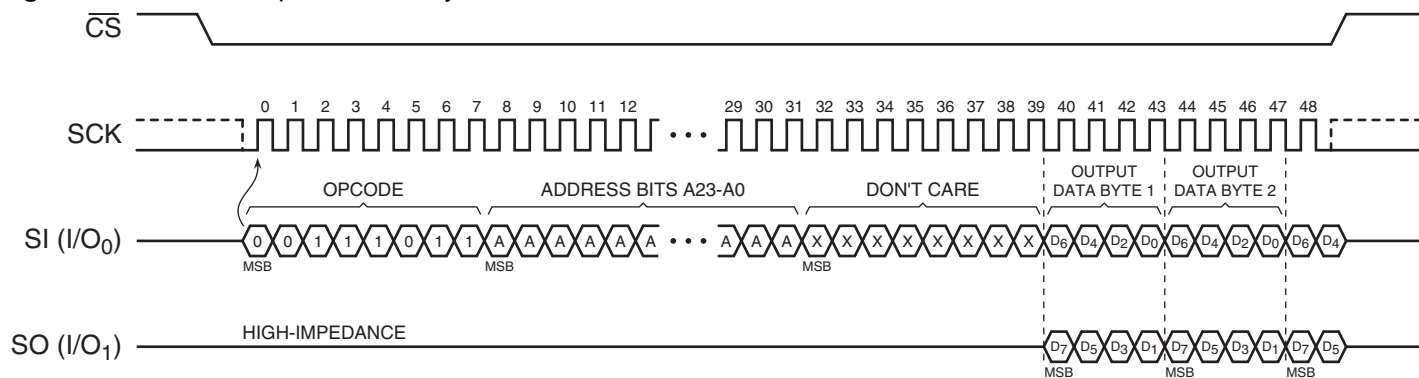 CS
0 1 2 3 4 5 6 7 8 9 10 11 12 29 30 31 32 33 34 35 36 37 38 39 40 41 42 43 44 45 46 47 48
SCK •••
OPCODE ADDRESS BITS A23-A0 DON'T CARE OUTPUT DATA BYTE 1 OUTPUT DATA BYTE 2
SI (I/O₀) 0 0 1 1 1 0 1 1 A A A A A A ••• A A A X X X X X X X X D₆ D₄ D₂ D₀ D₆ D₄ D₂ D₀ D₆ D₄
MSB MSB MSB
HIGH-IMPEDANCE
SO (I/O₁) D₇ D₅ D₃ D₁ D₇ D₅ D₃ D₁ D₇ D₅
MSB MSB MSB